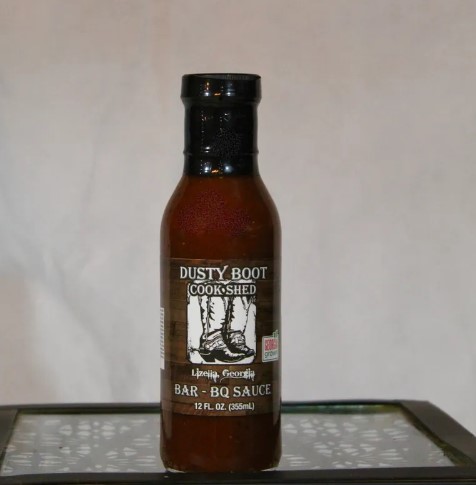 DUSTY BOOT
COOK SHED
Lizella, Georgia
BAR - BQ SAUCE
12 FL. OZ. (355mL)